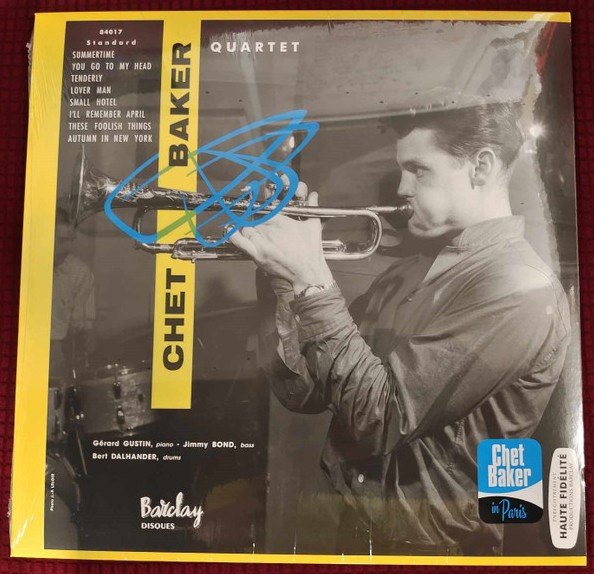 84017
Standard
SUMMERTIME
YOU GO TO MY HEAD
TENDERLY
LOVER MAN
SMALL HOTEL
I'LL REMEMBER APRIL
THESE FOOLISH THINGS
AUTUMN IN NEW YORK
QUARTET
CHET BAKER
Gérard GUSTIN, piano - Jimmy BOND, bass
Bert DALHANDER, drums
Barclay
DISQUES
Chet
Baker
in Paris
ENREGISTREMENT
HAUTE FIDÉLITÉ